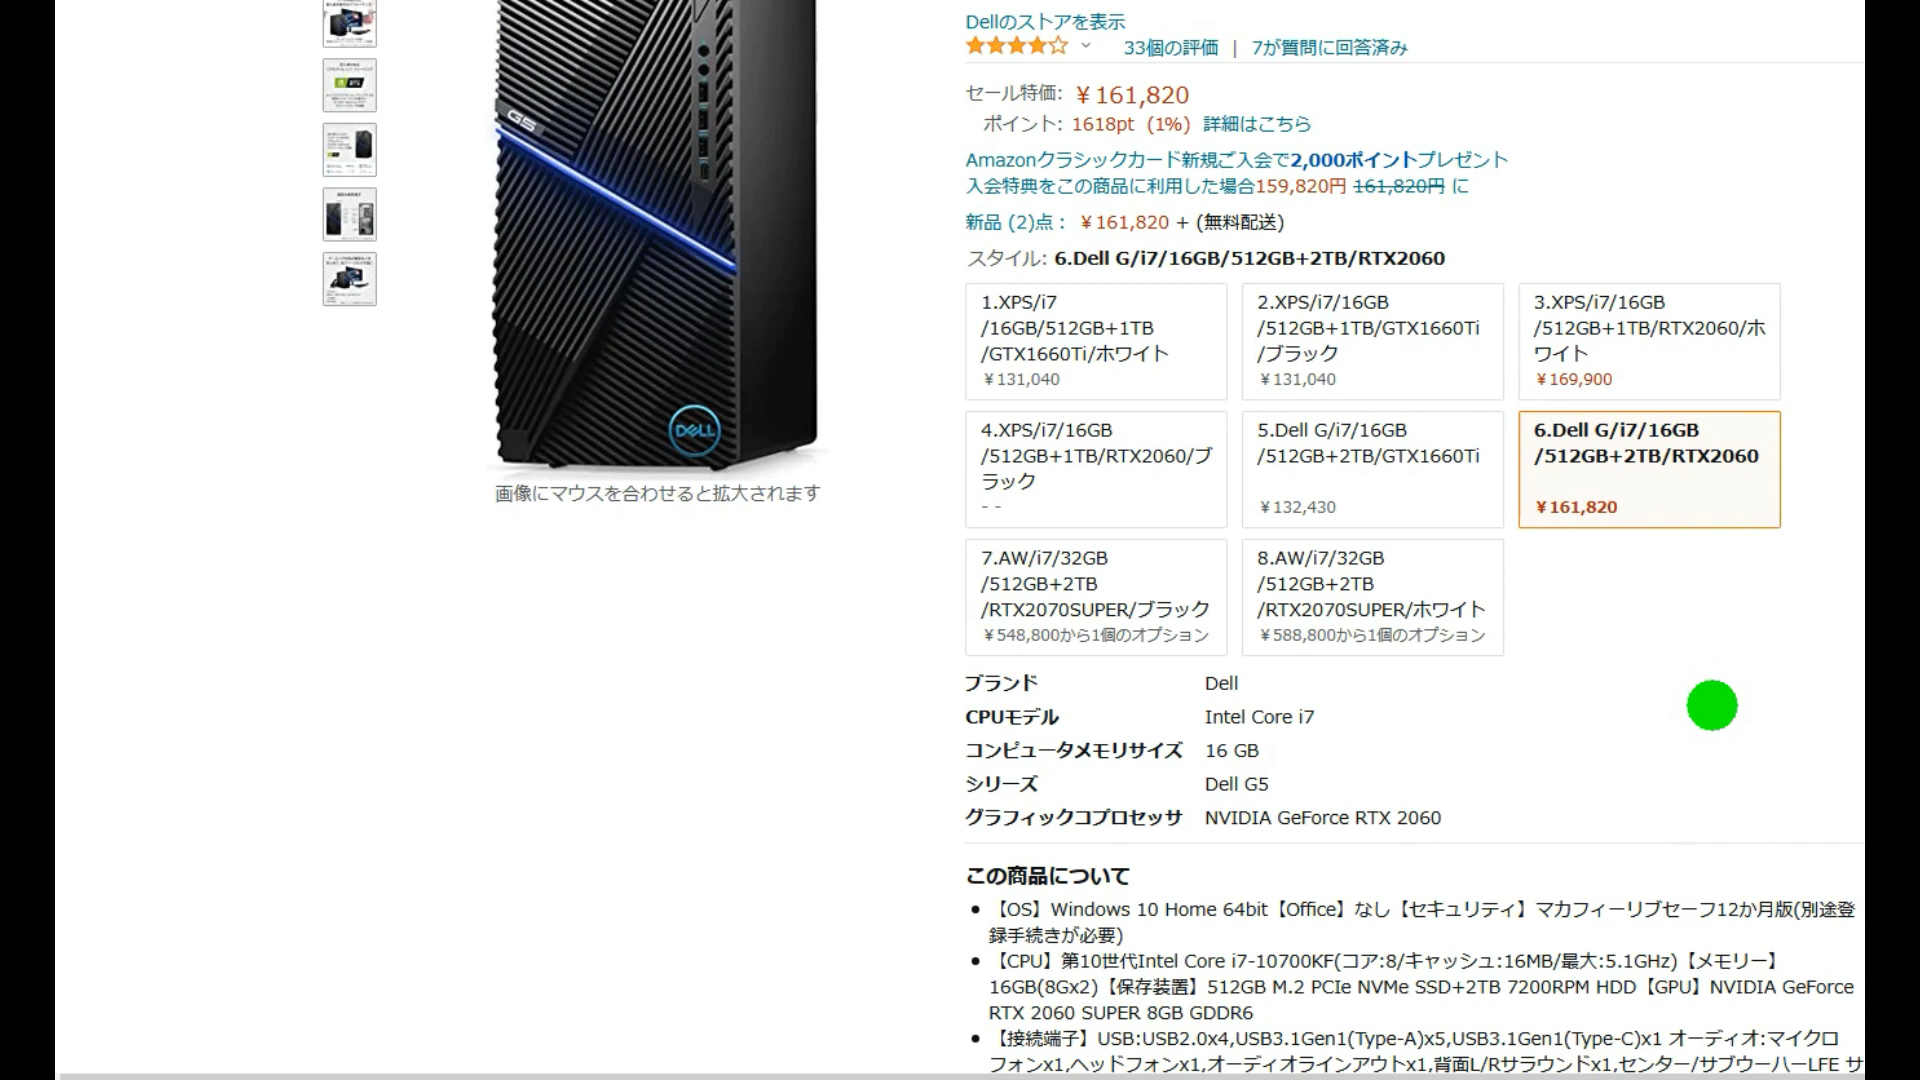 Dellのストアを表示
33個の評価 | 7が質問に回答済み
セール特価: ￥161,820
ポイント: 1618pt (1%) 詳細はこちら
Amazonクラシックカード新規ご入会で2,000ポイントプレゼント
入会特典をこの商品に利用した場合159,820円 161,820円 に
新品 (2)点： ￥161,820 + (無料配送)
スタイル: 6.Dell G/i7/16GB/512GB+2TB/RTX2060
1.XPS/i7
/16GB/512GB+1TB
/GTX1660Ti/ホワイト
￥131,040
2.XPS/i7/16GB
/512GB+1TB/GTX1660Ti
/ブラック
￥131,040
3.XPS/i7/16GB
/512GB+1TB/RTX2060/ホ
ワイト
￥169,900
4.XPS/i7/16GB
/512GB+1TB/RTX2060/ブ
ラック
- -
5.Dell G/i7/16GB
/512GB+2TB/GTX1660Ti
￥132,430
6.Dell G/i7/16GB
/512GB+2TB/RTX2060
￥161,820
7.AW/i7/32GB
/512GB+2TB
/RTX2070SUPER/ブラック
￥548,800から1個のオプション
8.AW/i7/32GB
/512GB+2TB
/RTX2070SUPER/ホワイト
￥588,800から1個のオプション
G5
DELL
画像にマウスを合わせると拡大されます
ブランド Dell
CPUモデル Intel Core i7
コンピュータメモリサイズ 16 GB
シリーズ Dell G5
グラフィックコプロセッサ NVIDIA GeForce RTX 2060
この商品について
● 【OS】Windows 10 Home 64bit【Office】なし【セキュリティ】マカフィーリブセーフ12か月版(別途登
録手続きが必要)
● 【CPU】第10世代Intel Core i7-10700KF(コア:8/キャッシュ:16MB/最大:5.1GHz)【メモリー】
16GB(8Gx2)【保存装置】512GB M.2 PCIe NVMe SSD+2TB 7200RPM HDD【GPU】NVIDIA GeForce
RTX 2060 SUPER 8GB GDDR6
● 【接続端子】USB:USB2.0x4,USB3.1Gen1(Type-A)x5,USB3.1Gen1(Type-C)x1 オーディオ:マイクロ
フォンx1,ヘッドフォンx1,オーディオラインアウトx1,背面L/Rサラウンドx1,センター/サブウーハーLFE サ